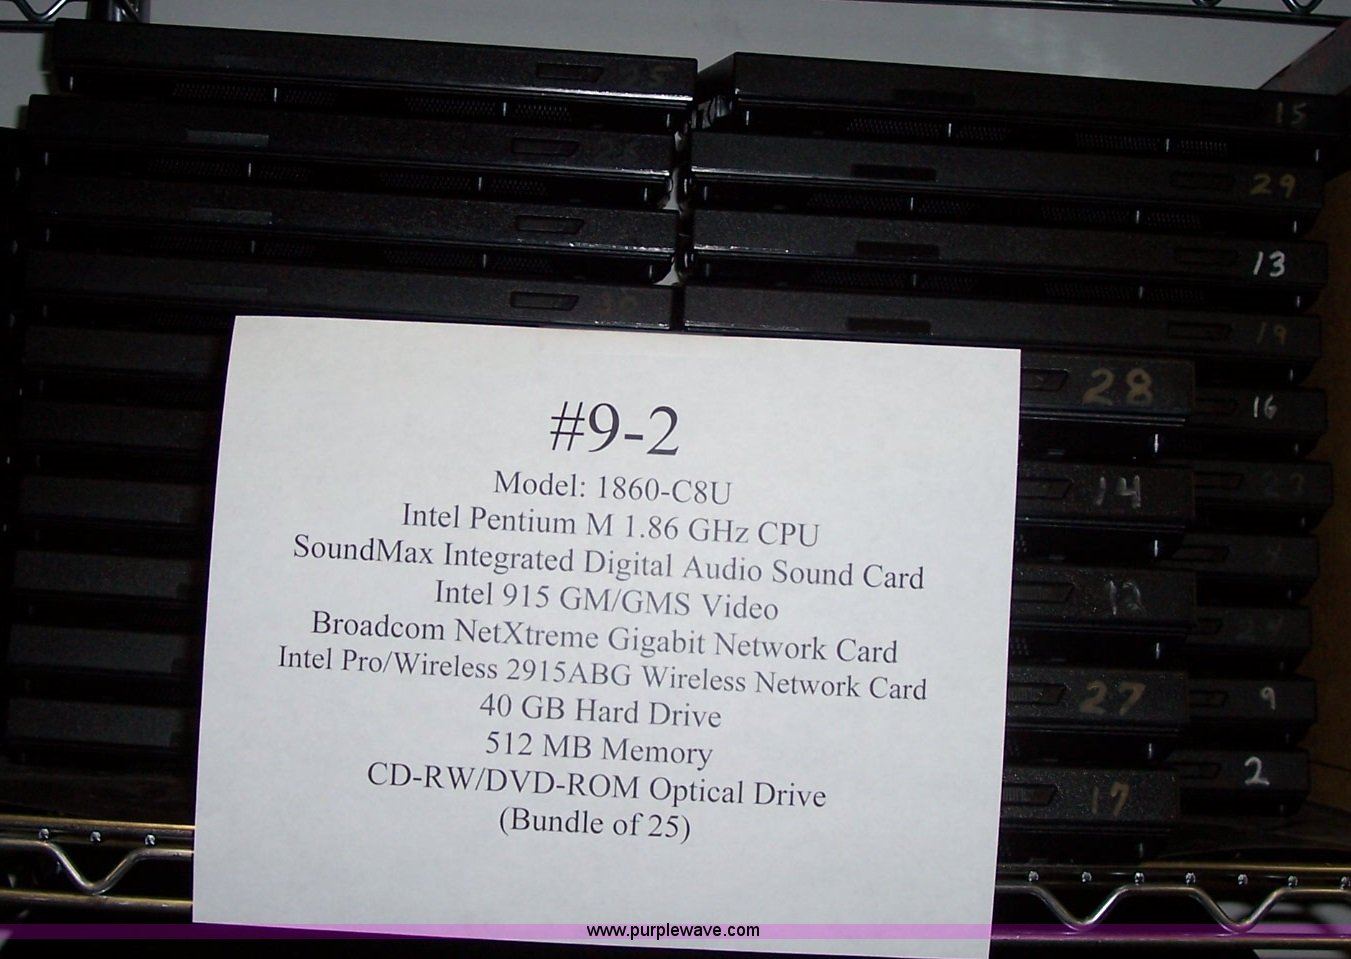 15
29
13
19
28
16
14
12
27
9
2
17
#9-2
Model: 1860-C8U
Intel Pentium M 1.86 GHz CPU
SoundMax Integrated Digital Audio Sound Card
Intel 915 GM/GMS Video
Broadcom NetXtreme Gigabit Network Card
Intel Pro/Wireless 2915ABG Wireless Network Card
40 GB Hard Drive
512 MB Memory
CD-RW/DVD-ROM Optical Drive
(Bundle of 25)
www.purplewave.com